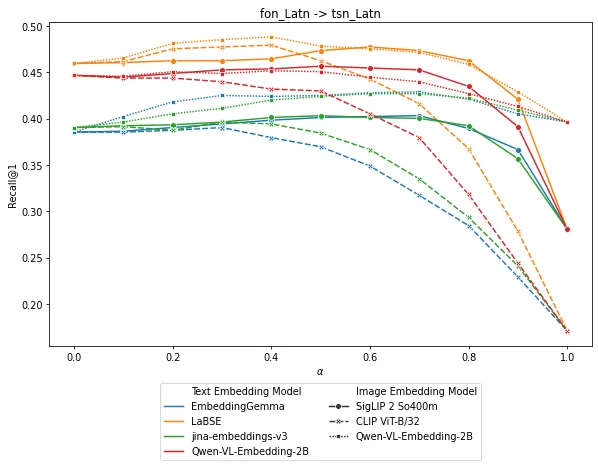 fon_Latn -> tsn_Latn
Recall@1
0.50
0.45
0.40
0.35
0.30
0.25
0.20
0.0
0.2
0.4
0.6
0.8
1.0
α
Text Embedding Model
EmbeddingGemma
LaBSE
jina-embeddings-v3
Qwen-VL-Embedding-2B
Image Embedding Model
SigLIP 2 So400m
CLIP ViT-B/32
Qwen-VL-Embedding-2B